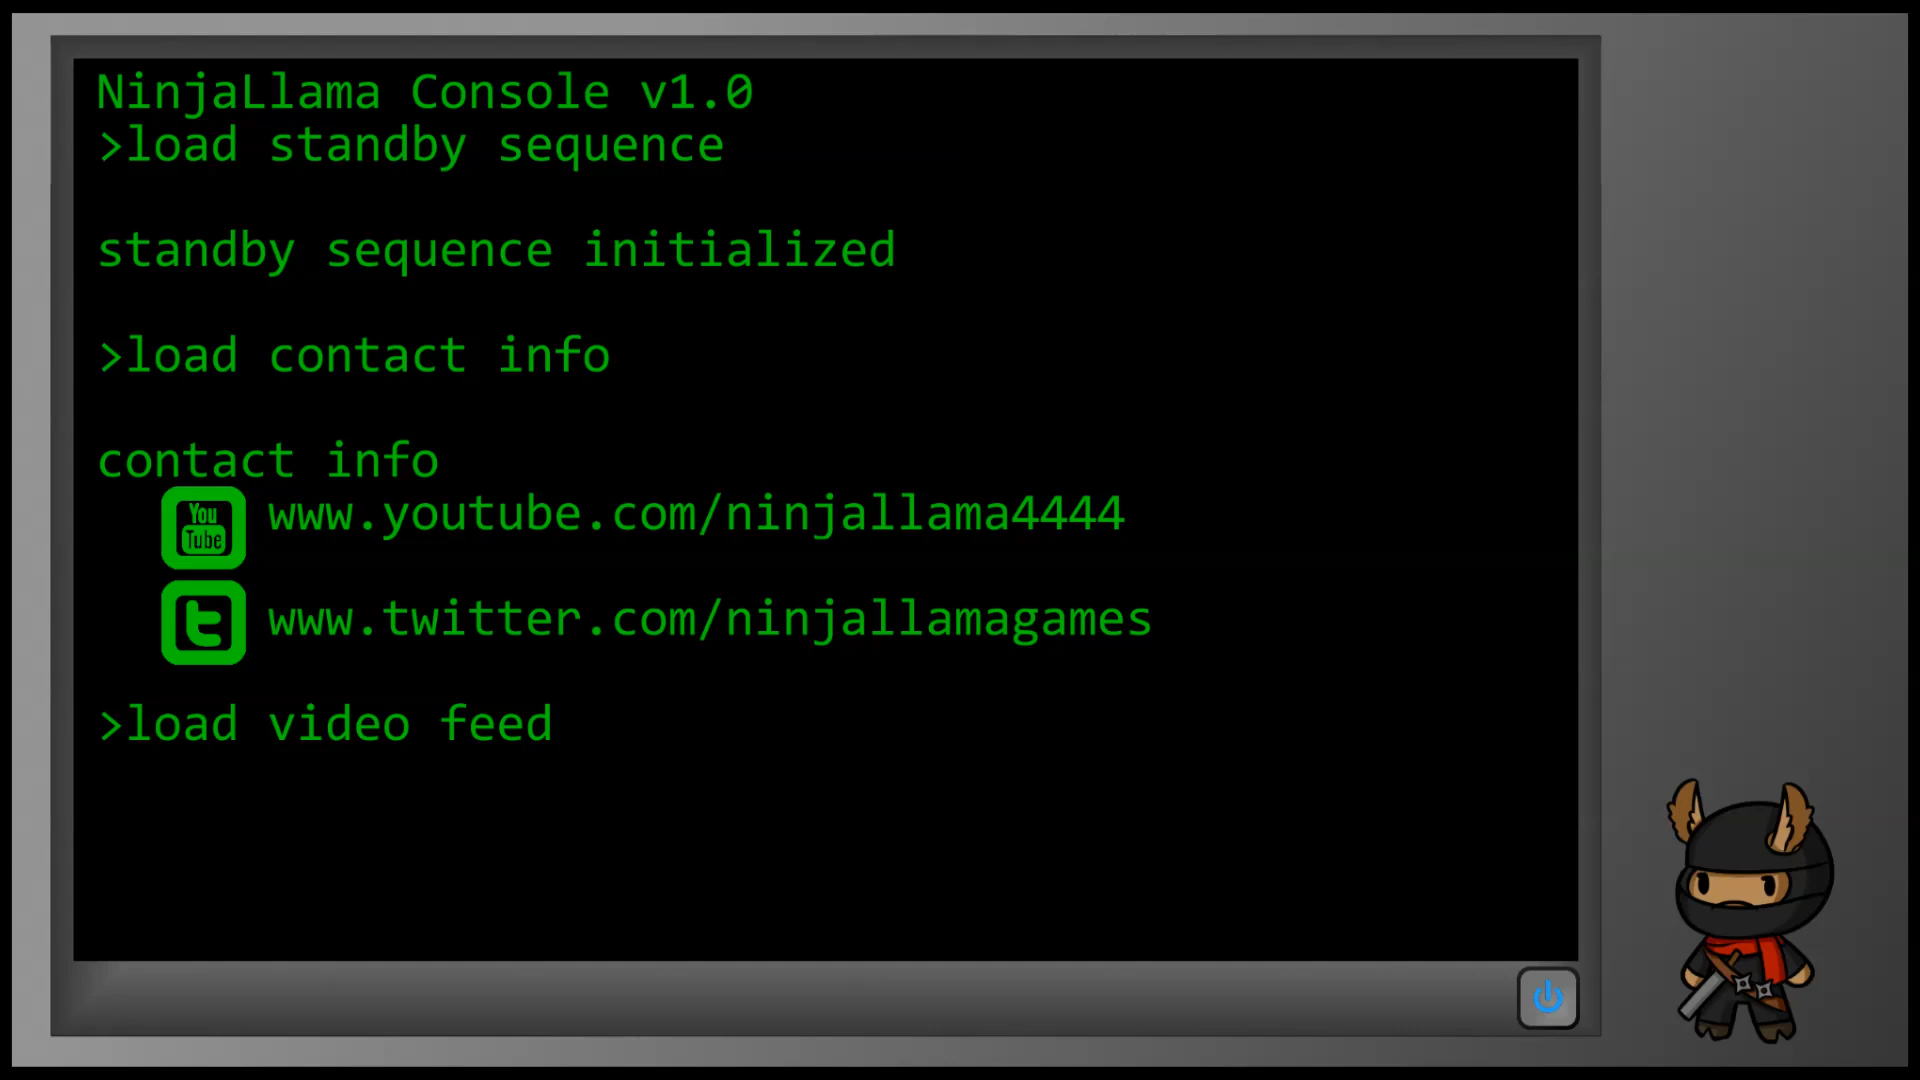 NinjaLlama Console v1.0
>load standby sequence
standby sequence initialized
>load contact info
contact info
You
Tube
www.youtube.com/ninjallama4444
t
www.twitter.com/ninjallamagames
>load video feed